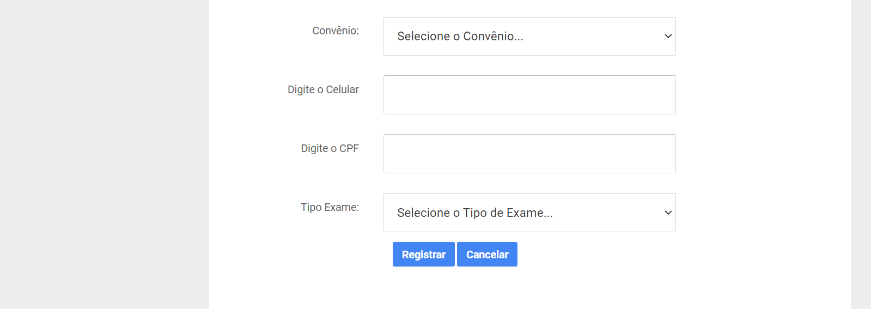 Convênio:
Selecione o Convênio...
Digite o Celular
Digite o CPF
Tipo Exame:
Selecione o Tipo de Exame...
Registrar Cancelar